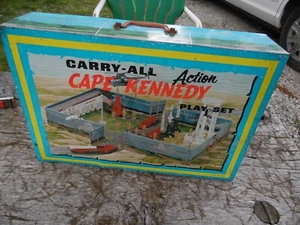 CARRY-ALL
Action
CAPE KENNEDY
PLAY SET